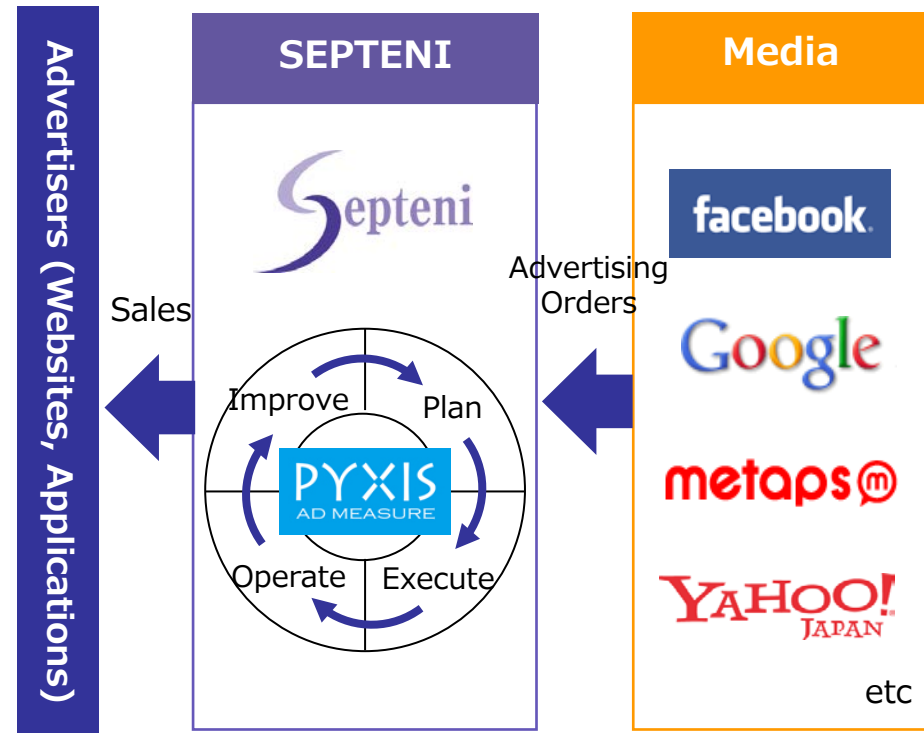 Advertisers (Websites, Applications)
Sales
SEPTENI
Septeni
Improve
Plan
PYXIS
AD MEASURE
Operate
Execute
Advertising
Orders
Media
facebook.
Google
metaps m
YAHOO!
JAPAN
etc